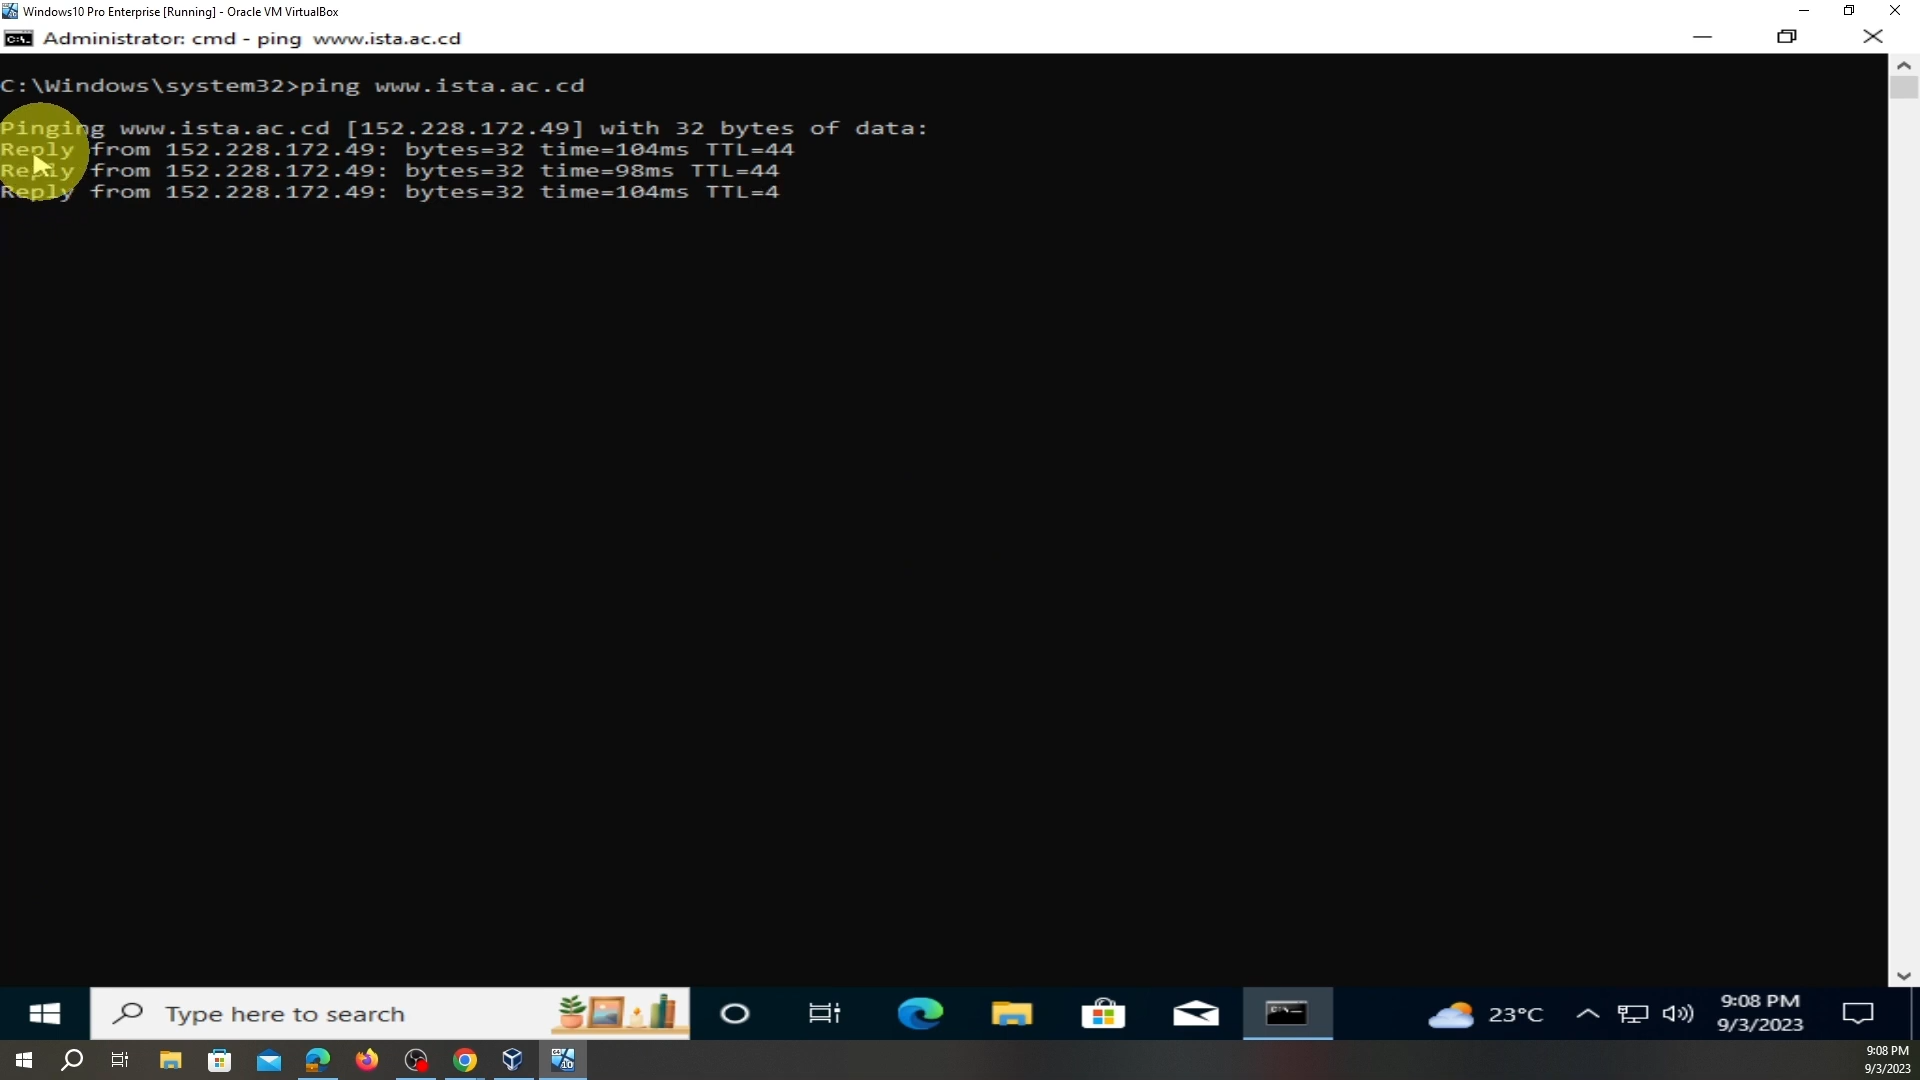 Windows10 Pro Enterprise [Running] - Oracle VM VirtualBox
Administrator: cmd - ping  www.ista.ac.cd
C:\Windows\system32>ping www.ista.ac.cd
Pinging www.ista.ac.cd [152.228.172.49] with 32 bytes of data:
Reply from 152.228.172.49: bytes=32 time=104ms TTL=44
Reply from 152.228.172.49: bytes=32 time=98ms TTL=44
Reply from 152.228.172.49: bytes=32 time=104ms TTL=4
Type here to search
23°C
9:08 PM
9/3/2023
9:08 PM
9/3/2023